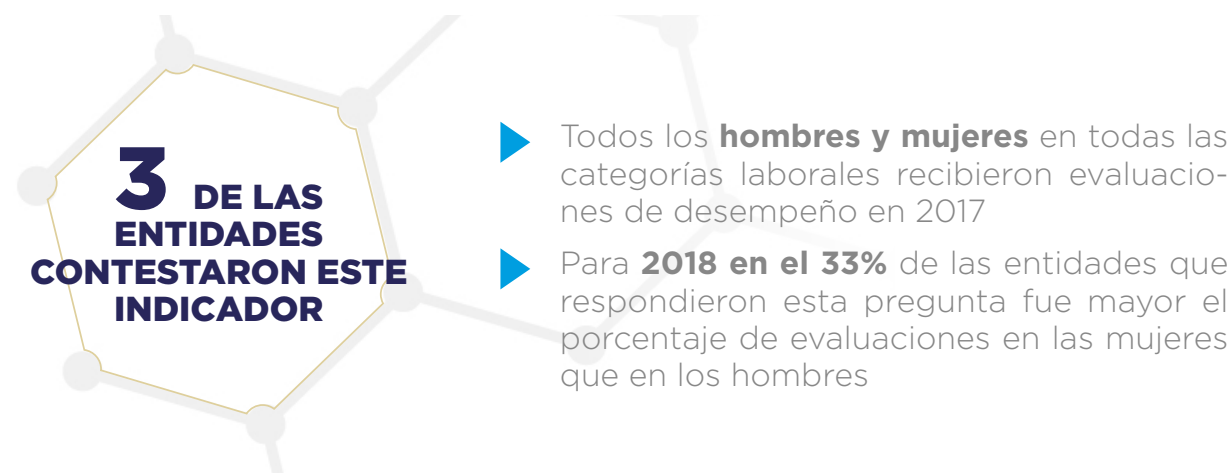 3 DE LAS
ENTIDADES
CONTESTARON ESTE
INDICADOR
Todos los hombres y mujeres en todas las
categorías laborales recibieron evaluacio-
nes de desempeño en 2017
Para 2018 en el 33% de las entidades que
respondieron esta pregunta fue mayor el
porcentaje de evaluaciones en las mujeres
que en los hombres